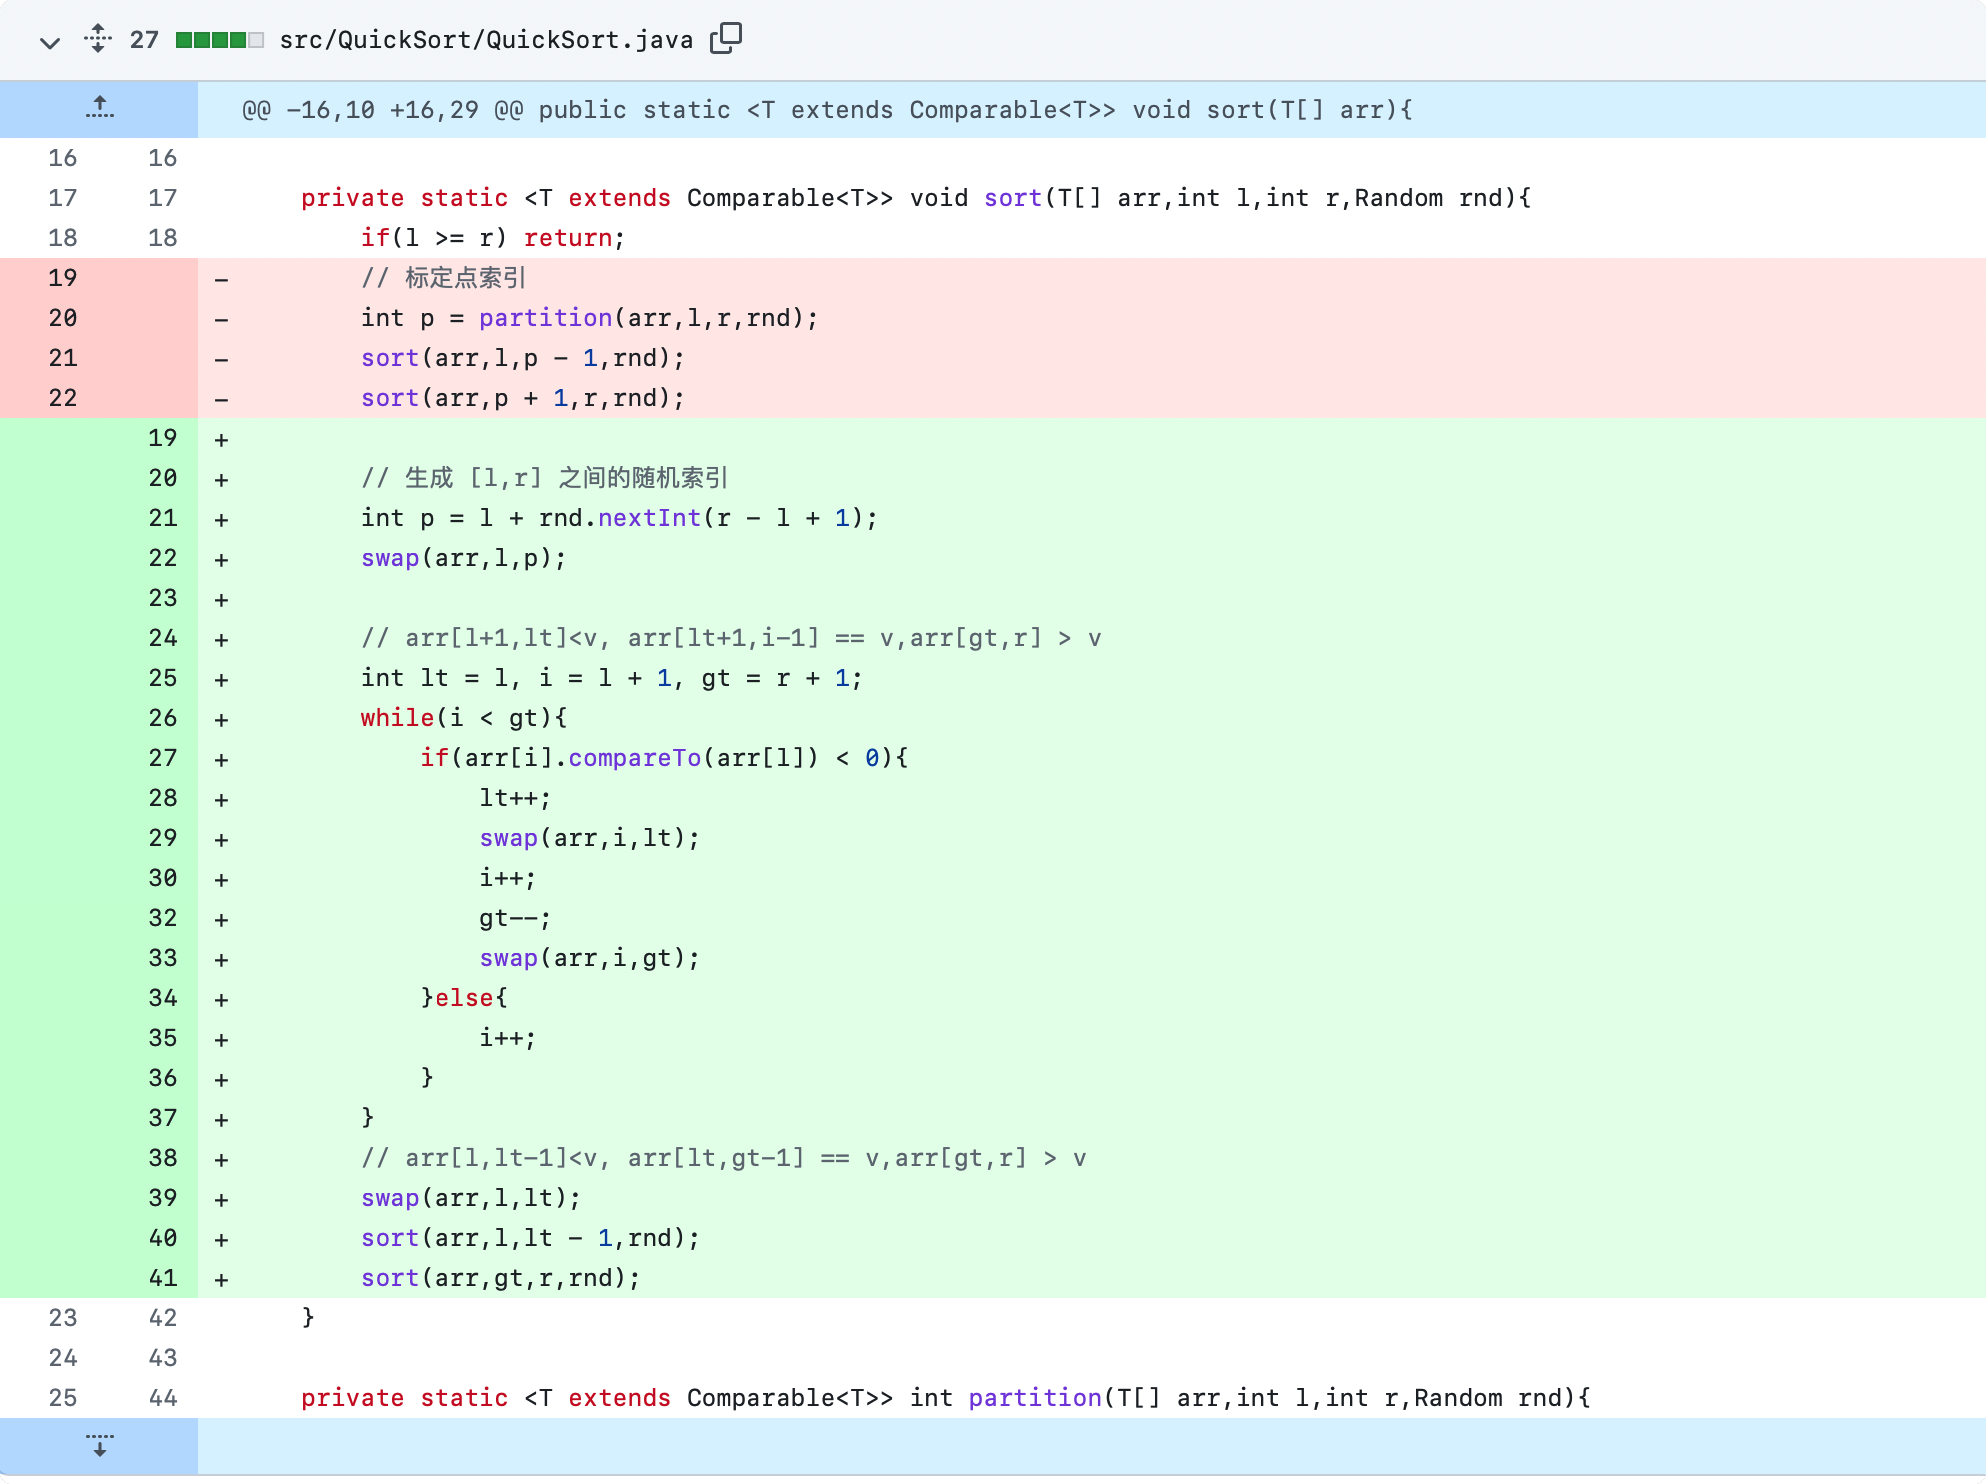 27 src/QuickSort/QuickSort.java
@@ -16,10 +16,29 @@ public static <T extends Comparable<T>> void sort(T[] arr){
16 16
17 17 private static <T extends Comparable<T>> void sort(T[] arr,int l,int r,Random rnd){
18 18 if(l >= r) return;
19 - // 标定点索引
20 - int p = partition(arr,l,r,rnd);
21 - sort(arr,l,p - 1,rnd);
22 - sort(arr,p + 1,r,rnd);
19 +
20 + // 生成 [l,r] 之间的随机索引
21 + int p = l + rnd.nextInt(r - l + 1);
22 + swap(arr,l,p);
23 +
24 + // arr[l+1,lt]<v, arr[lt+1,i-1] == v,arr[gt,r] > v
25 + int lt = l, i = l + 1, gt = r + 1;
26 + while(i < gt){
27 + if(arr[i].compareTo(arr[l]) < 0){
28 + lt++;
29 + swap(arr,i,lt);
30 + i++;
32 + gt--;
33 + swap(arr,i,gt);
34 + }else{
35 + i++;
36 + }
37 + }
38 + // arr[l,lt-1]<v, arr[lt,gt-1] == v,arr[gt,r] > v
39 + swap(arr,l,lt);
40 + sort(arr,l,lt - 1,rnd);
41 + sort(arr,gt,r,rnd);
23 42 }
24 43
25 44 private static <T extends Comparable<T>> int partition(T[] arr,int l,int r,Random rnd){